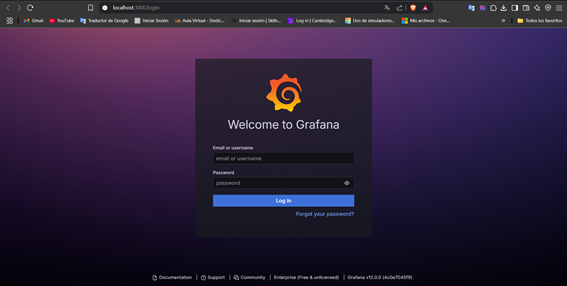 localhost:3000/login
Gmail YouTube Traductor de Google Iniciar Sesión Aula Virtual - Sindic... Iniciar sesión | Skills... Log in | Cambridge... Uso de simuladores... Mis archivos - One... » Todos los favoritos
Welcome to Grafana
Email or username
email or username
Password
password
Log in
Forgot your password?
Documentation | Support | Community | Enterprise (Free & unlicensed) | Grafana v12.0.0 (4c0e7045f9)